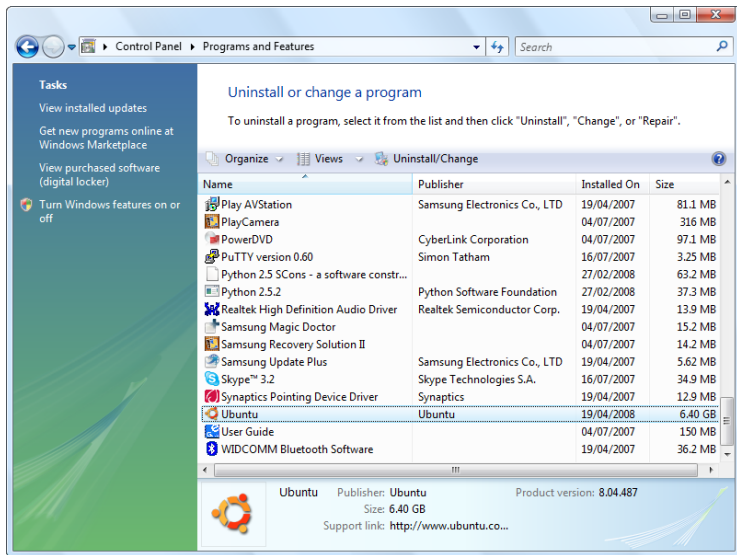 Control Panel Programs and Features Search
Tasks
View installed updates
Get new programs online at
Windows Marketplace
View purchased software
(digital locker)
Turn Windows features on or
off
Uninstall or change a program
To uninstall a program, select it from the list and then click "Uninstall", "Change", or "Repair".
Organize Views Uninstall/Change
Name Publisher Installed On Size
Play AVStation Samsung Electronics Co., LTD 19/04/2007 81.1 MB
PlayCamera 04/07/2007 316 MB
PowerDVD CyberLink Corporation 04/07/2007 97.1 MB
PuTTY version 0.60 Simon Tatham 16/07/2007 3.25 MB
Python 2.5 SCons - a software constr... 27/02/2008 63.2 MB
Python 2.5.2 Python Software Foundation 27/02/2008 37.3 MB
Realtek High Definition Audio Driver Realtek Semiconductor Corp. 19/04/2007 13.9 MB
Samsung Magic Doctor 04/07/2007 15.2 MB
Samsung Recovery Solution II 04/07/2007 14.2 MB
Samsung Update Plus Samsung Electronics Co., LTD 19/04/2007 5.62 MB
Skype™ 3.2 Skype Technologies S.A. 16/07/2007 34.9 MB
Synaptics Pointing Device Driver Synaptics 19/04/2007 12.9 MB
Ubuntu Ubuntu 19/04/2008 6.40 GB
User Guide 04/07/2007 150 MB
WIDCOMM Bluetooth Software 19/04/2007 36.2 MB
Ubuntu Publisher: Ubuntu Product version: 8.04.487
Size: 6.40 GB
Support link: http://www.ubuntu.co...